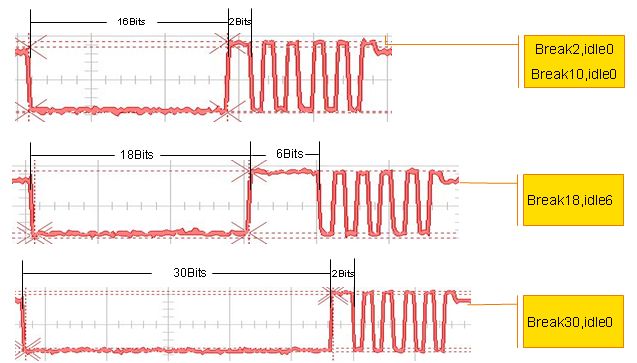 16Bits
2Bits
Break2,idle0
Break10,idle0
18Bits
6Bits
Break18,idle6
30Bits
2Bits
Break30,idle0